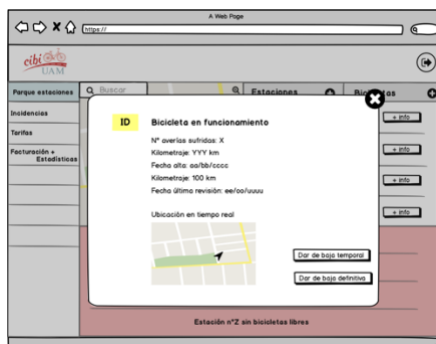 A Web Page
https://
cibi
UAM
Parque estaciones
Buscar
Estaciones
Incidencias
Tarifas
Facturación +
Estadísticas
+ info
+ info
+ info
+ info
ID
Bicicleta en funcionamiento
Nº averías sufridas: X
Kilometraje: YYY km
Fecha alta: aa/bb/cccc
Kilometraje: 100 km
Fecha última revisión: ee/oo/uuuu
Ubicación en tiempo real
Dar de baja temporal
Dar de baja definitiva
Estación nºZ sin bicicletas libres